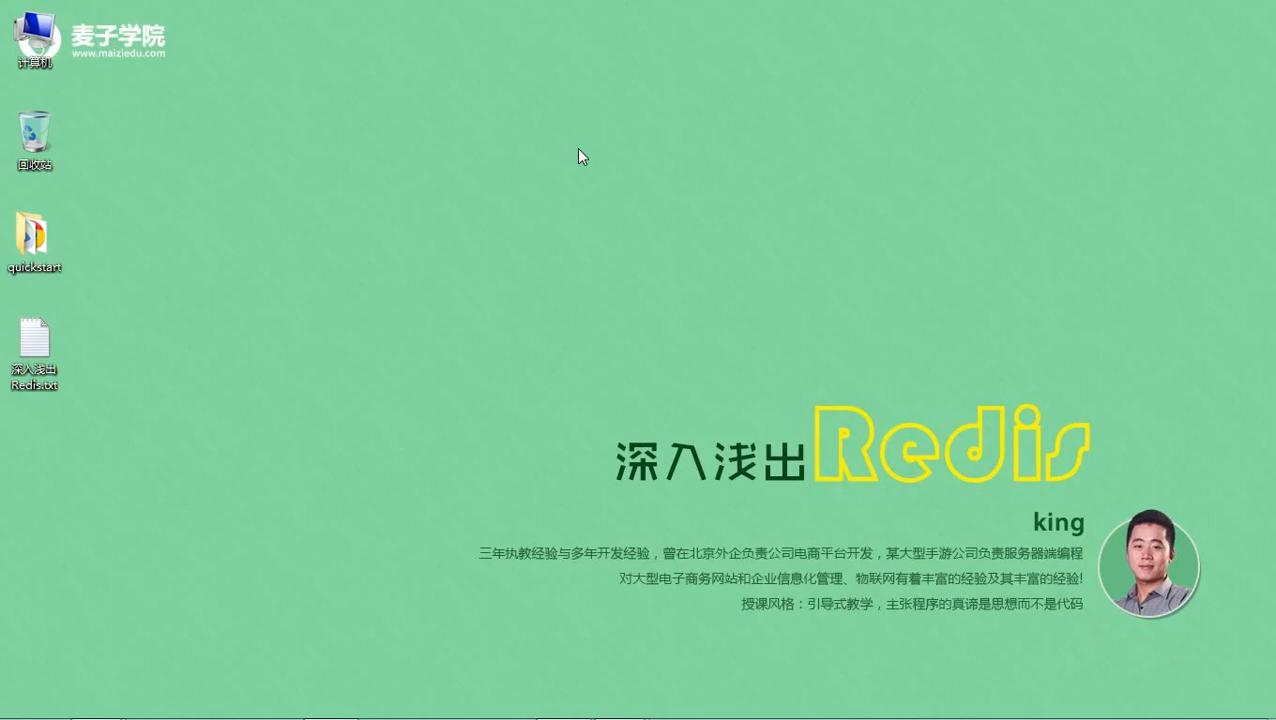 麦子学院
www.maiziedu.com
计算机
回收站
quickstart
深入浅出
Redis.txt
深入浅出Redis
king
三年执教经验与多年开发经验，曾在北京外企负责公司电商平台开发，某大型手游公司负责服务器端编程
对大型电子商务网站和企业信息化管理、物联网有着丰富的经验及其丰富的经验!
授课风格：引导式教学，主张程序的真谛是思想而不是代码